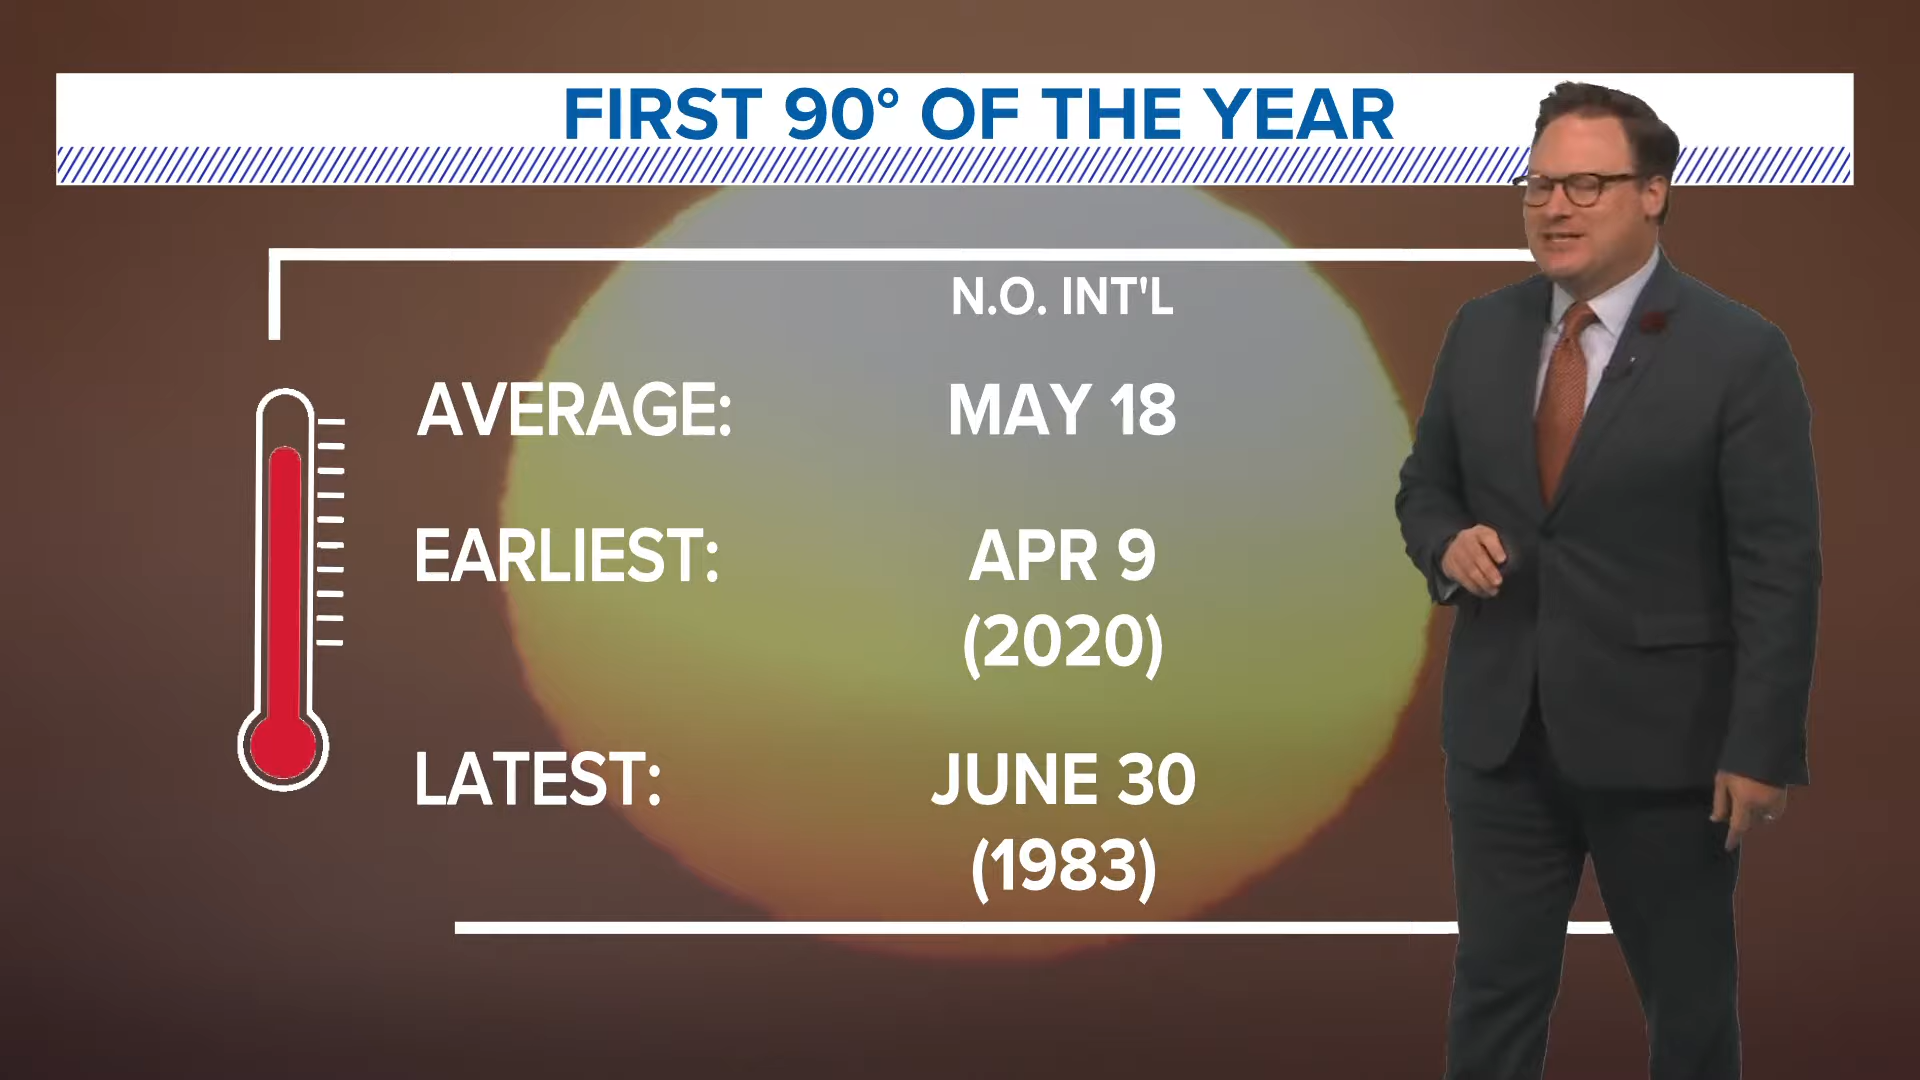 FIRST 90° OF THE YEAR
N.O. INT'L
AVERAGE: MAY 18
EARLIEST: APR 9
(2020)
LATEST: JUNE 30
(1983)